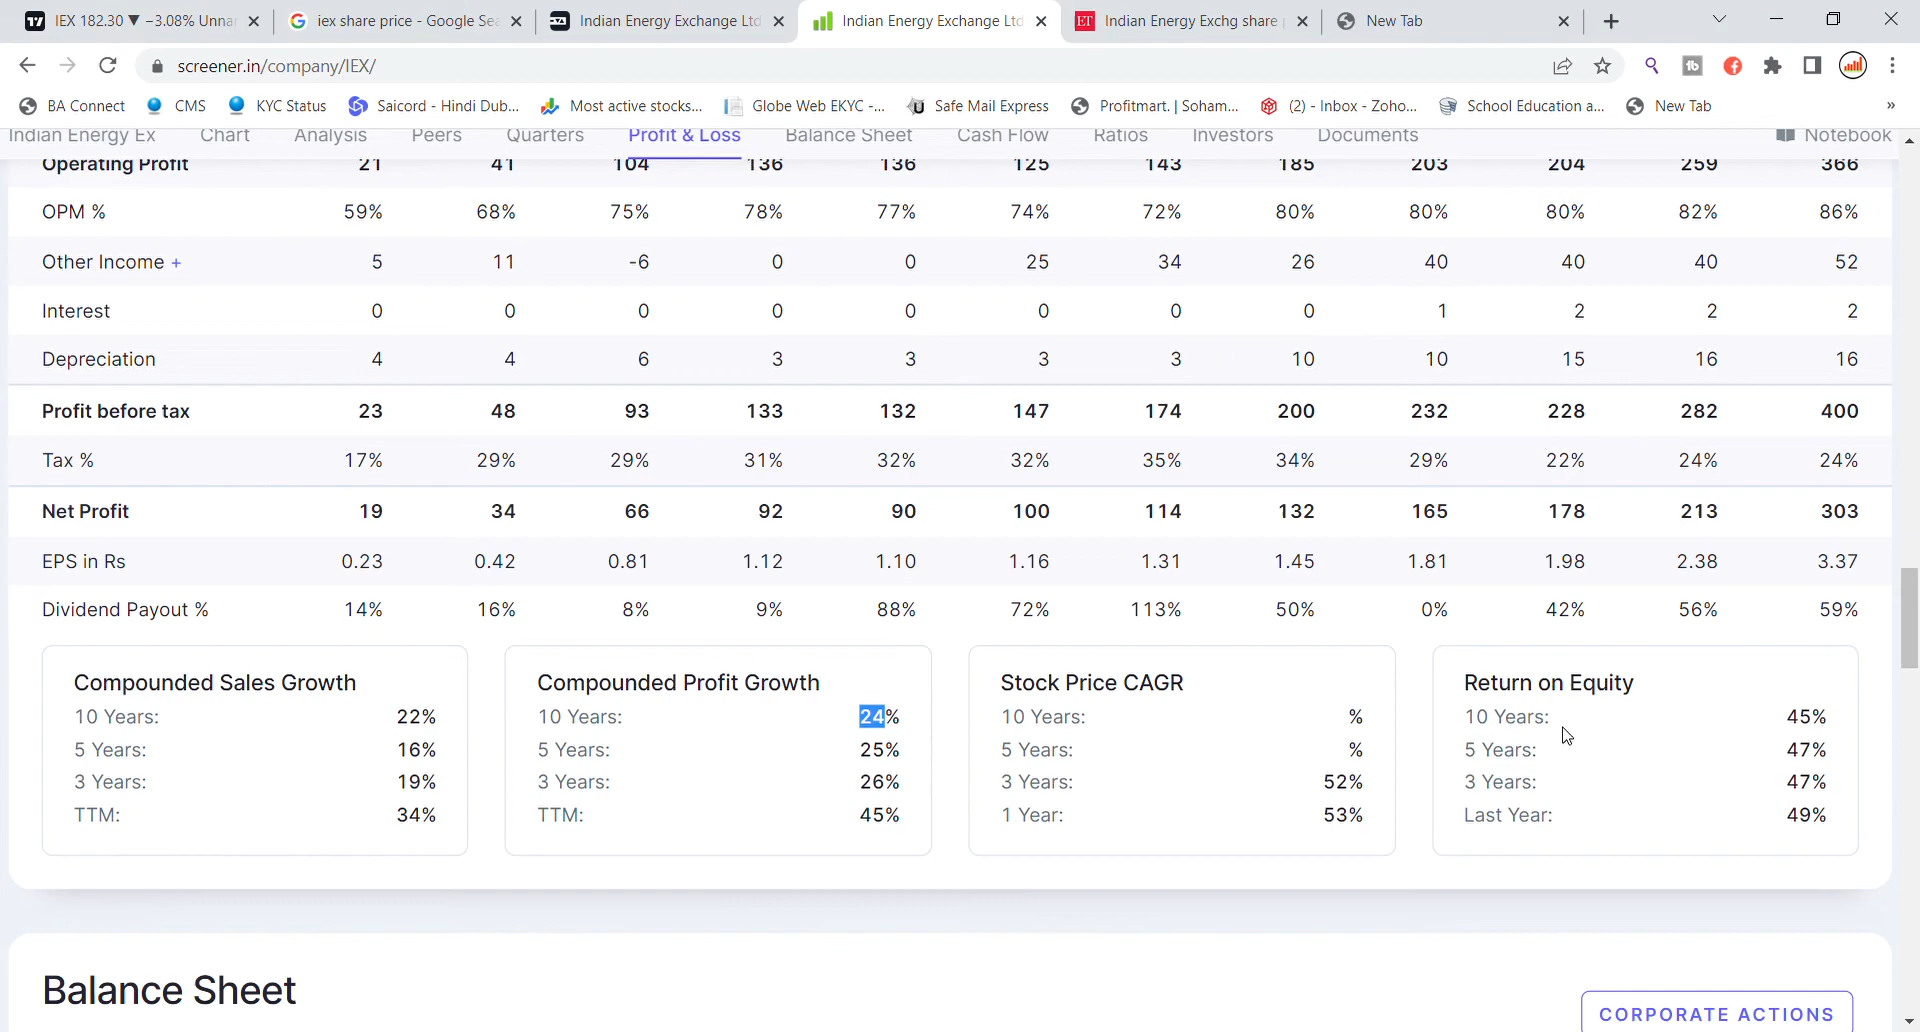 IEX 182.30 ▼ −3.08% Unnar
iex share price - Google Sea
Indian Energy Exchange Ltd
Indian Energy Exchange Ltd
ET Indian Energy Exchg share p
New Tab
screener.in/company/IEX/
BA Connect CMS KYC Status Saicord - Hindi Dub... Most active stocks... Globe Web EKYC -... Safe Mail Express Profitmart. | Soham... (2) - Inbox - Zoho... School Education a... New Tab »
Indian Energy Ex Chart Analysis Peers Quarters Profit & Loss Balance Sheet Cash Flow Ratios Investors Documents Notebook
Operating Profit 21 41 104 136 136 125 143 185 203 204 259 366
OPM % 59% 68% 75% 78% 77% 74% 72% 80% 80% 80% 82% 86%
Other Income + 5 11 -6 0 0 25 34 26 40 40 40 52
Interest 0 0 0 0 0 0 0 0 1 2 2 2
Depreciation 4 4 6 3 3 3 3 10 10 15 16 16
Profit before tax 23 48 93 133 132 147 174 200 232 228 282 400
Tax % 17% 29% 29% 31% 32% 32% 35% 34% 29% 22% 24% 24%
Net Profit 19 34 66 92 90 100 114 132 165 178 213 303
EPS in Rs 0.23 0.42 0.81 1.12 1.10 1.16 1.31 1.45 1.81 1.98 2.38 3.37
Dividend Payout % 14% 16% 8% 9% 88% 72% 113% 50% 0% 42% 56% 59%
Compounded Sales Growth
10 Years: 22%
5 Years: 16%
3 Years: 19%
TTM: 34%
Compounded Profit Growth
10 Years: 24%
5 Years: 25%
3 Years: 26%
TTM: 45%
Stock Price CAGR
10 Years: %
5 Years: %
3 Years: 52%
1 Year: 53%
Return on Equity
10 Years: 45%
5 Years: 47%
3 Years: 47%
Last Year: 49%
Balance Sheet
CORPORATE ACTIONS